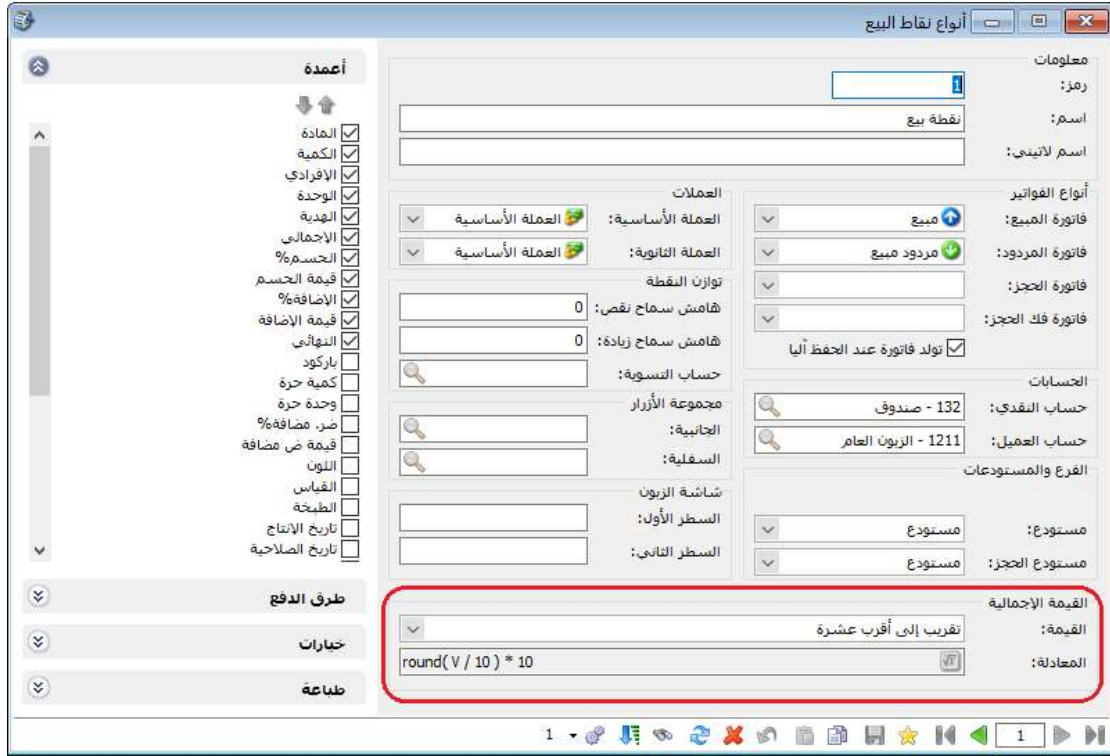 أنواع نقاط البيع
معلومات
رمز:
1
اسم:
نقطة بيع
اسم لاتيني:
أنواع الفواتير
فاتورة المبيع:
مبيع
فاتورة المردود:
مردود مبيع
فاتورة الحجز:
فاتورة فك الحجز:
تولد فاتورة عند الحفظ آليا
الحسابات
حساب النقدي:
132 - صندوق
حساب العميل:
1211 - الزبون العام
الفرع والمستودعات
مستودع:
مستودع
مستودع الحجز:
مستودع
العملات
العملة الأساسية:
العملة الأساسية
العملة الثانوية:
العملة الأساسية
توازن النقطة
هامش سماح نقص:
0
هامش سماح زيادة:
0
حساب التسوية:
مجموعة الأزرار
الجانبية:
السفلية:
شاشة الزبون
السطر الأول:
السطر الثاني:
القيمة الإجمالية
القيمة:
تقريب إلى أقرب عشرة
المعادلة:
round( V / 10 ) * 10
أعمدة
المادة
الكمية
الإفرادي
الوحدة
الهدية
الإجمالي
الحسم%
قيمة الحسم
الإضافة%
قيمة الإضافة
النهائي
باركود
كمية حرة
وحدة حرة
ضر. مضافة%
قيمة ض مضافة
اللون
القياس
الطبخة
تاريخ الإنتاج
تاريخ الصلاحية
طرق الدفع
خيارات
طباعة
1
1